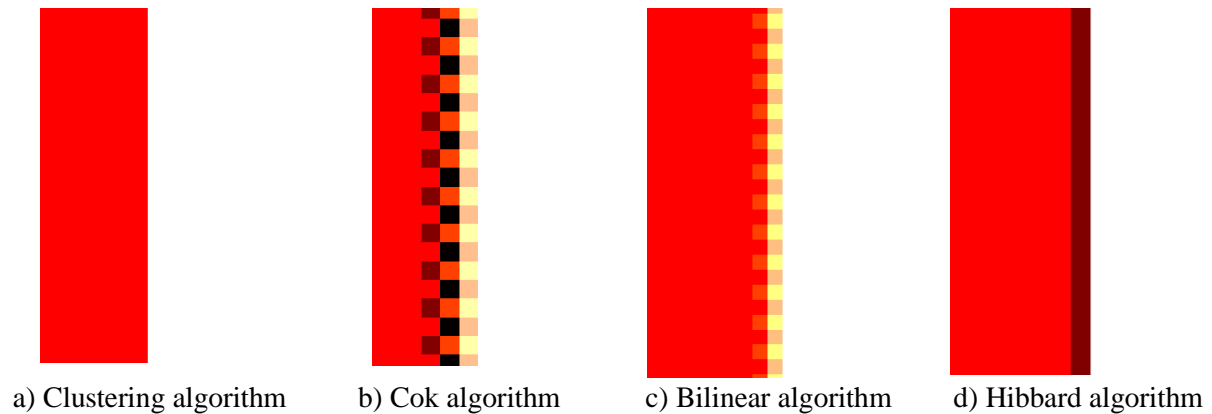 a) Clustering algorithm
b) Cok algorithm
c) Bilinear algorithm
d) Hibbard algorithm